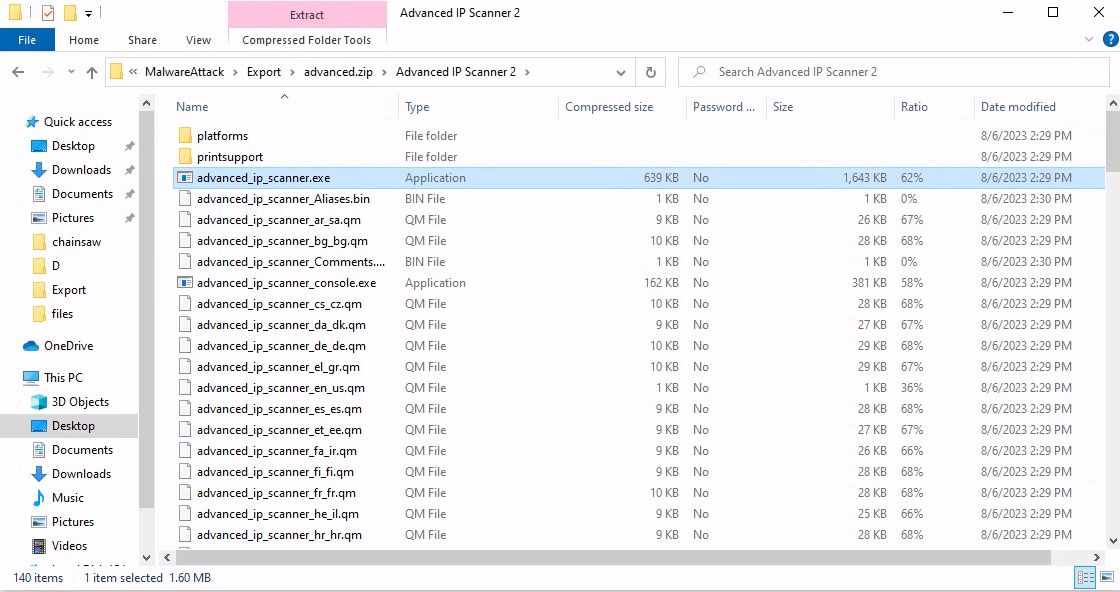 Extract
Advanced IP Scanner 2
File Home Share View Compressed Folder Tools
« MalwareAttack › Export › advanced.zip › Advanced IP Scanner 2 ›
Search Advanced IP Scanner 2
Quick access
Desktop
Downloads
Documents
Pictures
chainsaw
D
Export
files
OneDrive
This PC
3D Objects
Desktop
Documents
Downloads
Music
Pictures
Videos
Name Type Compressed size Password ... Size Ratio Date modified
platforms File folder 8/6/2023 2:29 PM
printsupport File folder 8/6/2023 2:29 PM
advanced_ip_scanner.exe Application 639 KB No 1,643 KB 62% 8/6/2023 2:29 PM
advanced_ip_scanner_Aliases.bin BIN File 1 KB No 1 KB 0% 8/6/2023 2:30 PM
advanced_ip_scanner_ar_sa.qm QM File 9 KB No 26 KB 67% 8/6/2023 2:29 PM
advanced_ip_scanner_bg_bg.qm QM File 10 KB No 28 KB 68% 8/6/2023 2:29 PM
advanced_ip_scanner_Comments.... BIN File 1 KB No 1 KB 0% 8/6/2023 2:30 PM
advanced_ip_scanner_console.exe Application 162 KB No 381 KB 58% 8/6/2023 2:29 PM
advanced_ip_scanner_cs_cz.qm QM File 10 KB No 28 KB 68% 8/6/2023 2:29 PM
advanced_ip_scanner_da_dk.qm QM File 9 KB No 27 KB 67% 8/6/2023 2:29 PM
advanced_ip_scanner_de_de.qm QM File 10 KB No 29 KB 68% 8/6/2023 2:29 PM
advanced_ip_scanner_el_gr.qm QM File 10 KB No 29 KB 67% 8/6/2023 2:29 PM
advanced_ip_scanner_en_us.qm QM File 1 KB No 1 KB 36% 8/6/2023 2:29 PM
advanced_ip_scanner_es_es.qm QM File 9 KB No 28 KB 68% 8/6/2023 2:29 PM
advanced_ip_scanner_et_ee.qm QM File 9 KB No 27 KB 67% 8/6/2023 2:29 PM
advanced_ip_scanner_fa_ir.qm QM File 9 KB No 26 KB 66% 8/6/2023 2:29 PM
advanced_ip_scanner_fi_fi.qm QM File 9 KB No 28 KB 68% 8/6/2023 2:29 PM
advanced_ip_scanner_fr_fr.qm QM File 10 KB No 28 KB 68% 8/6/2023 2:29 PM
advanced_ip_scanner_he_il.qm QM File 9 KB No 25 KB 66% 8/6/2023 2:29 PM
advanced_ip_scanner_hr_hr.qm QM File 9 KB No 27 KB 68% 8/6/2023 2:29 PM
140 items 1 item selected 1.60 MB